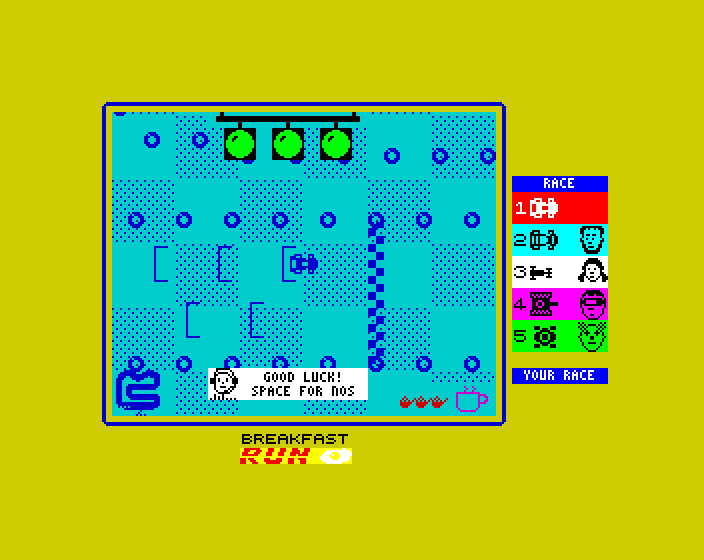 RACE
1
2
3
4
5
GOOD LUCK!
SPACE FOR NOS
YOUR RACE
BREAKFAST
RUN